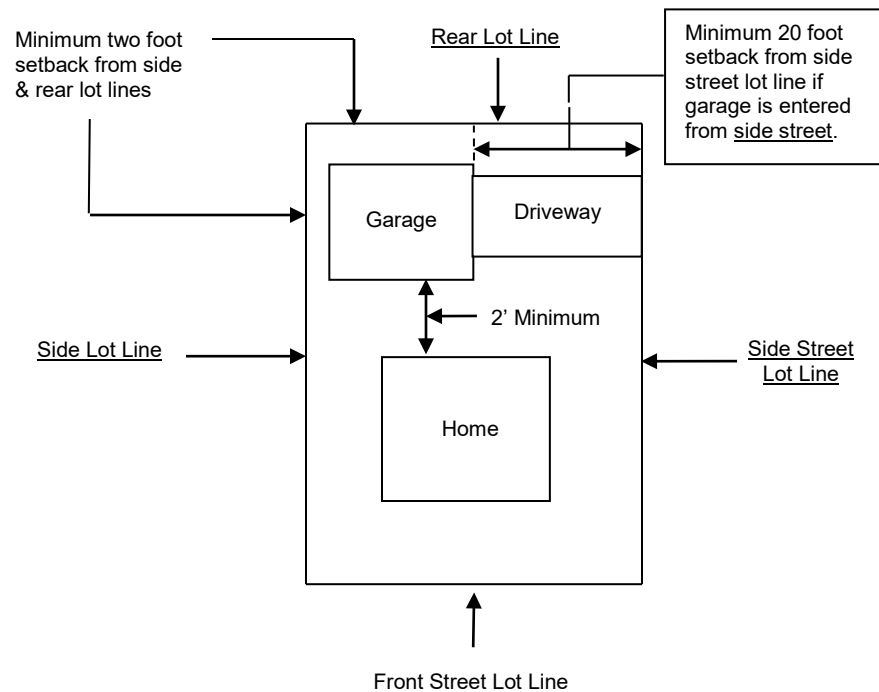 Minimum two foot
setback from side
& rear lot lines
Rear Lot Line
Minimum 20 foot
setback from side
street lot line if
garage is entered
from side street.
Garage
Driveway
2’ Minimum
Side Lot Line
Side Street
Lot Line
Home
Front Street Lot Line